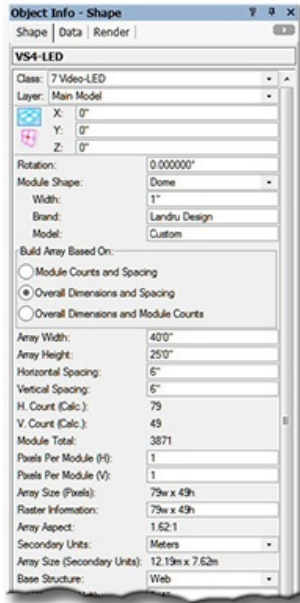 Object Info - Shape
Shape Data Render
VS4-LED
Class: 7 Video-LED
Layer: Main Model
X: 0"
Y: 0"
Z: 0"
Rotation: 0.000000°
Module Shape: Dome
Width: 1"
Brand: Landru Design
Model: Custom
Build Array Based On:
Module Counts and Spacing
Overall Dimensions and Spacing
Overall Dimensions and Module Counts
Array Width: 40'0"
Array Height: 25'0"
Horizontal Spacing: 6"
Vertical Spacing: 6"
H. Count (Calc.): 79
V. Count (Calc.): 49
Module Total: 3871
Pixels Per Module (H): 1
Pixels Per Module (V): 1
Array Size (Pixels): 79w x 49h
Raster Information: 79w x 49h
Array Aspect: 1.62:1
Secondary Units: Meters
Array Size (Secondary Units): 12.19m x 7.62m
Base Structure: Web